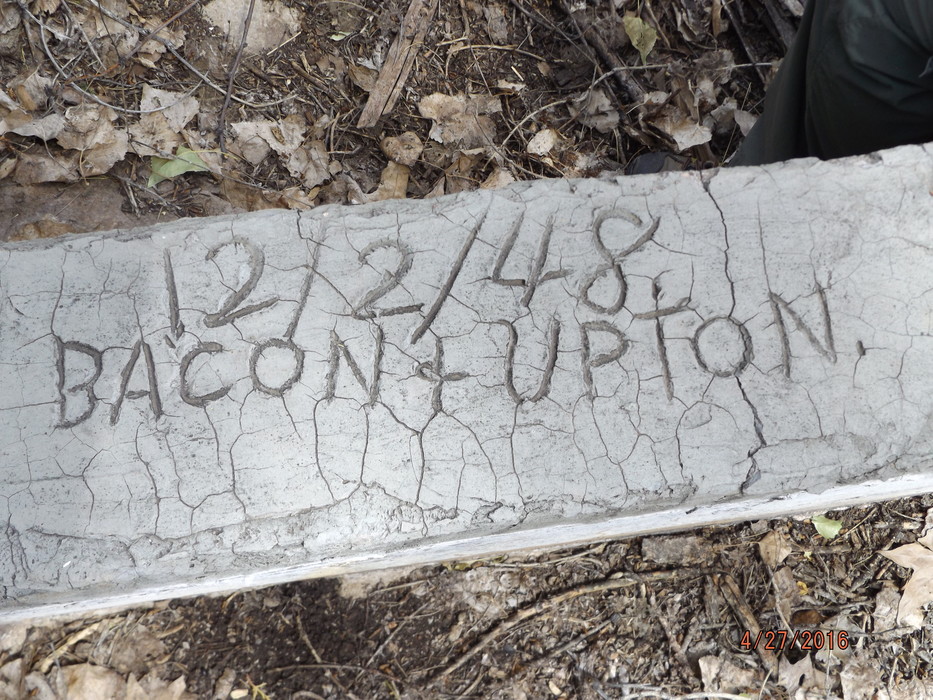 12/2/48
BACON & UPTON.
4/27/2016